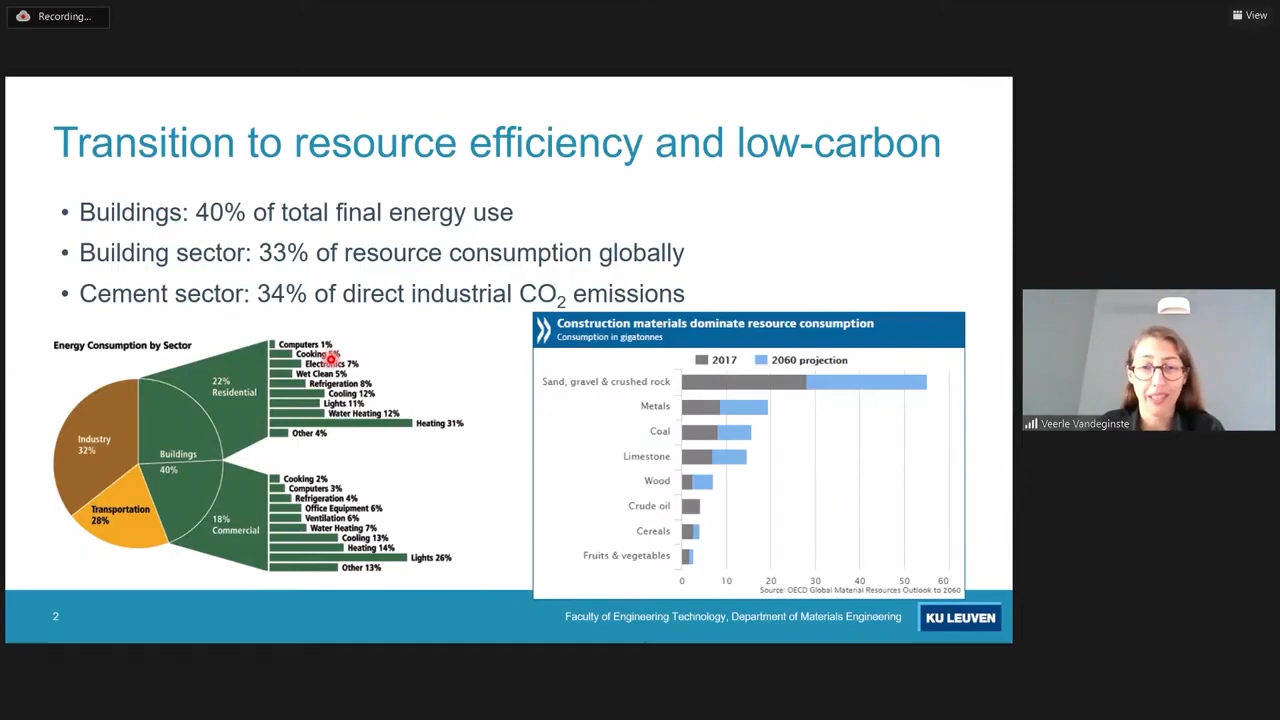 Recording...
View
Transition to resource efficiency and low-carbon
• Buildings: 40% of total final energy use
• Building sector: 33% of resource consumption globally
• Cement sector: 34% of direct industrial CO₂ emissions
Energy Consumption by Sector
Industry
32%
Transportation
28%
Buildings
40%
22%
Residential
Computers 1%
Cooking
Electronics 7%
Wet Clean 5%
Refrigeration 8%
Cooling 12%
Lights 11%
Water Heating 12%
Heating 31%
Other 4%
18%
Commercial
Cooking 2%
Computers 3%
Refrigeration 4%
Office Equipment 6%
Ventilation 6%
Water Heating 7%
Cooling 13%
Heating 14%
Lights 26%
Other 13%
Construction materials dominate resource consumption
Consumption in gigatonnes
2017 2060 projection
Sand, gravel & crushed rock
Metals
Coal
Limestone
Wood
Crude oil
Cereals
Fruits & vegetables
0 10 20 30 40 50 60
Source: OECD Global Material Resources Outlook to 2060
Veerle Vandeginste
2
Faculty of Engineering Technology, Department of Materials Engineering
KU LEUVEN